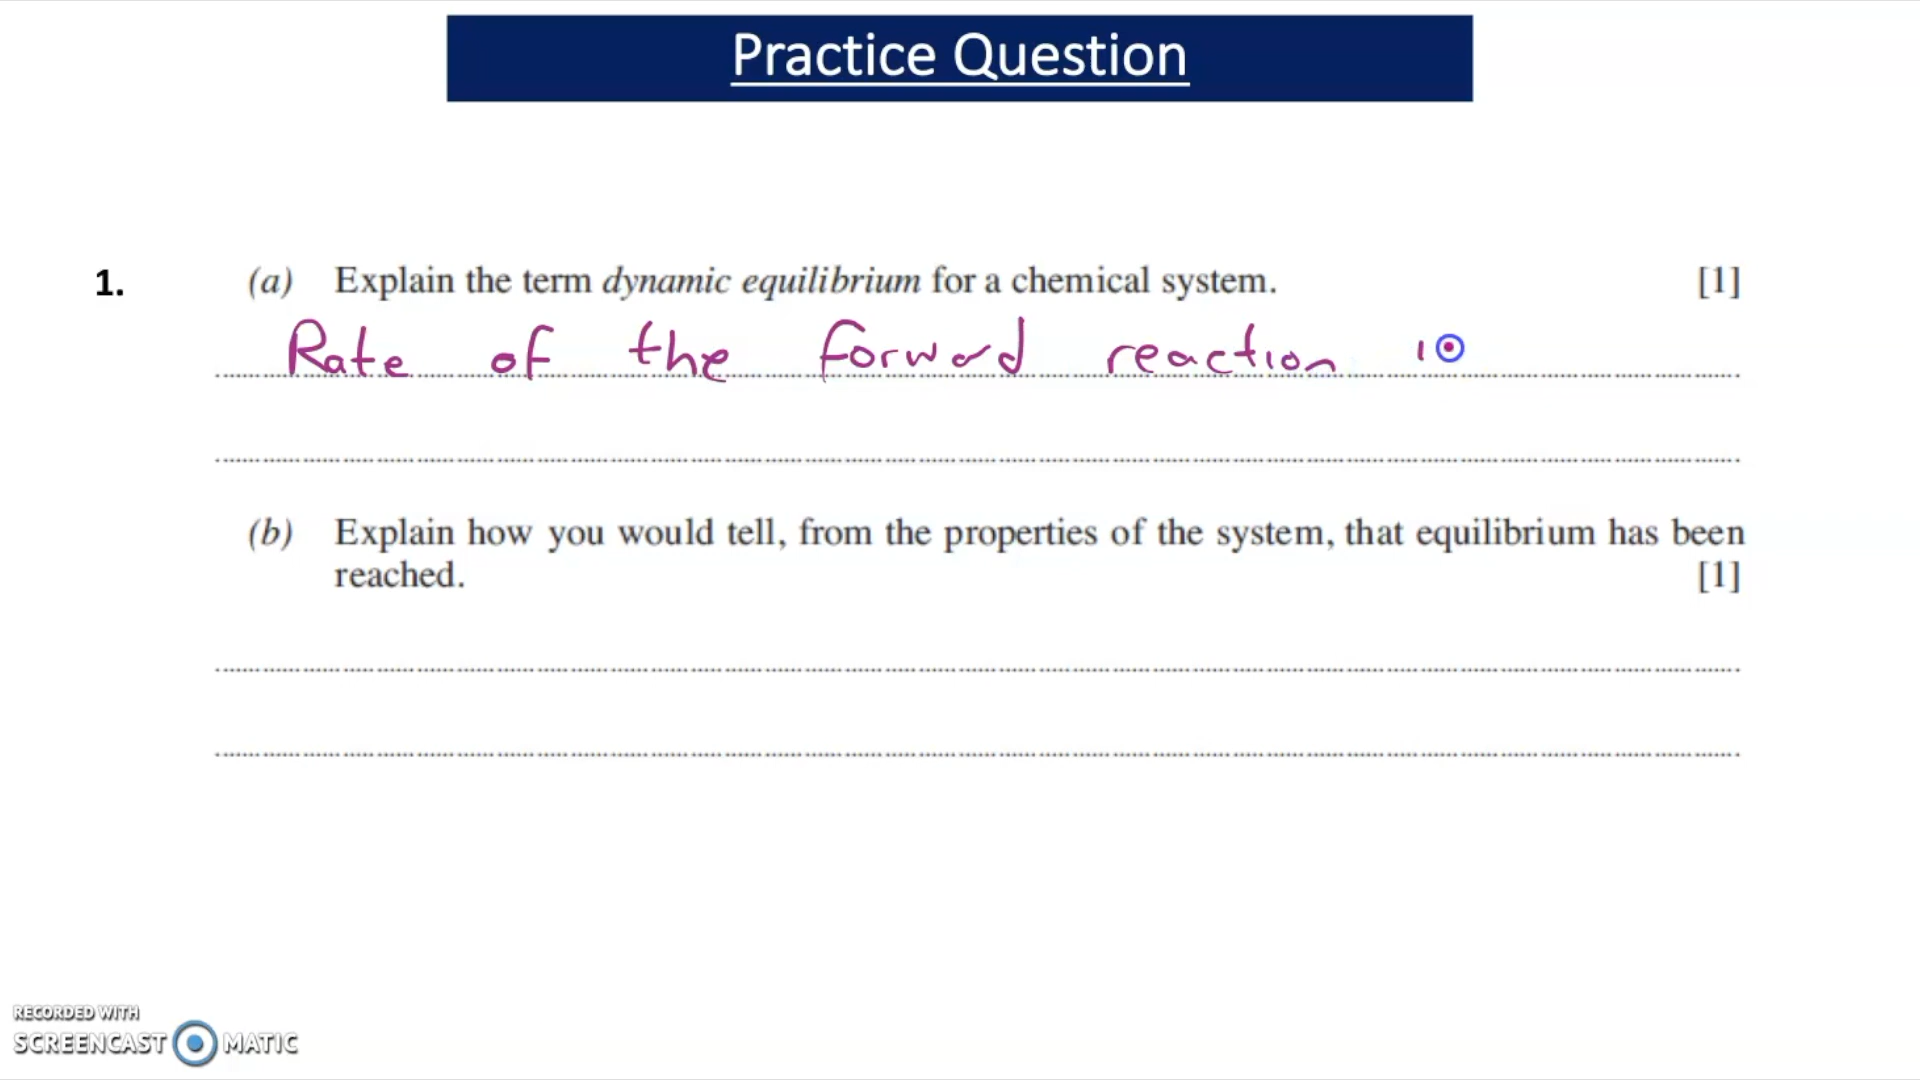 Practice Question
1. (a) Explain the term dynamic equilibrium for a chemical system. [1]
Rate of the forward reaction
(b) Explain how you would tell, from the properties of the system, that equilibrium has been
reached. [1]
RECORDED WITH
SCREENCAST MATIC